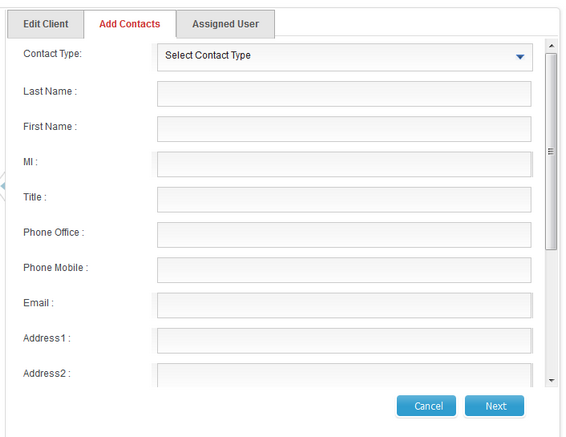 Edit Client Add Contacts Assigned User
Contact Type: Select Contact Type
Last Name :
First Name :
MI :
Title :
Phone Office :
Phone Mobile :
Email :
Address1 :
Address2 :
Cancel Next